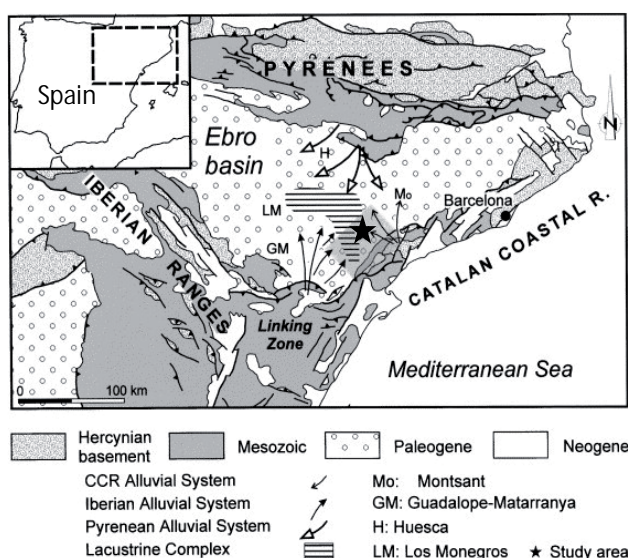 Spain
PYRENEES
Ebro
basin
H
Mo
Barcelona
IBERIAN
RANGES
LM
GM
CATALAN COASTAL R.
Linking
Zone
Mediterranean Sea
0 100 km
N
Hercynian basement
Mesozoic
Paleogene
Neogene
CCR Alluvial System
Mo: Montsant
Iberian Alluvial System
GM: Guadalope-Matarranya
Pyrenean Alluvial System
H: Huesca
Lacustrine Complex
LM: Los Monegros
Study area